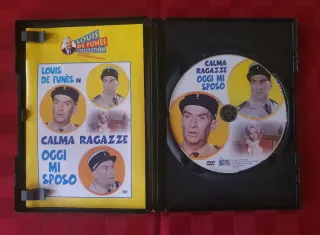 LOUIS
DE FUNÈS
COLLECTION
LOUIS
DE FUNÈS IN
CALMA RAGAZZE
OGGI
MI
SPOSO
DVD
CALMA RAGAZZE
OGGI MI
SPOSO
DVD